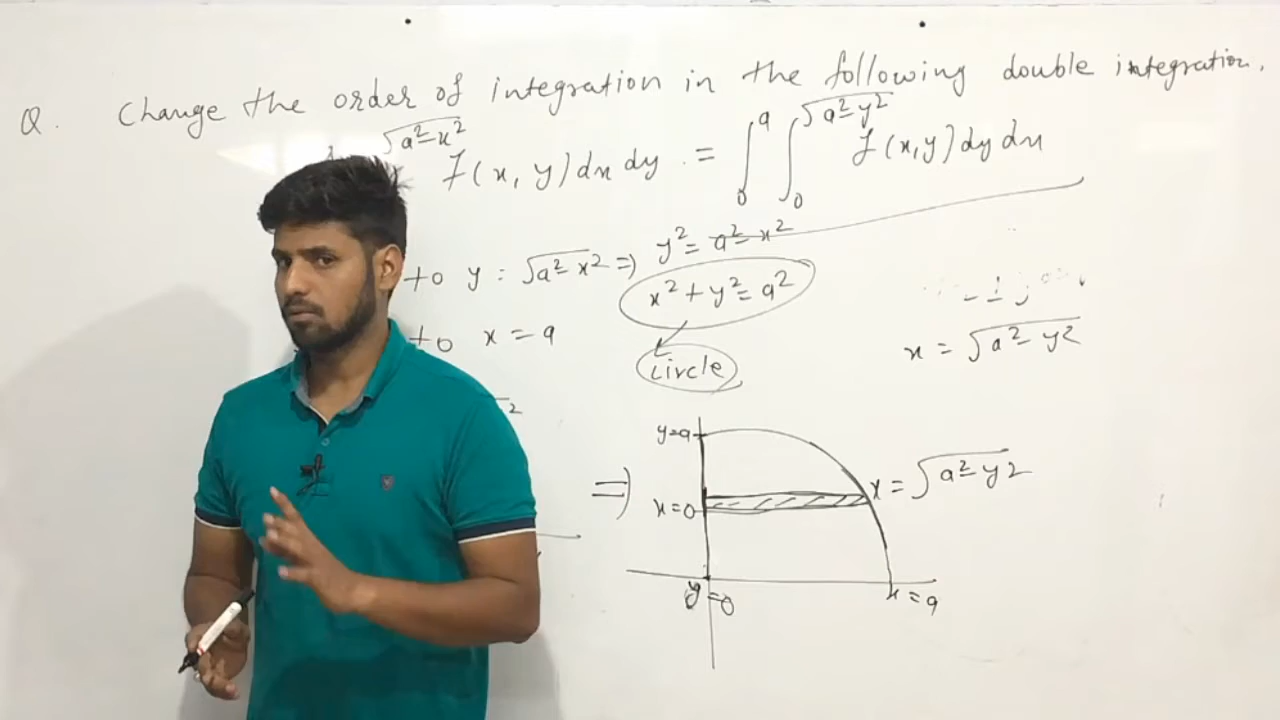 Q. Change the order of integration in the following double integration.
√a²-x² f(x, y) dx dy = ∫₀ᵃ ∫₀ √a²-y² f(x,y) dy dx
to y = √a²-x² ⇒ y² = a²-x²
x²+y²=a²
to x = a
x = √a²-y²
circle
y=a
⇒ x=0 x = √a²-y²
y=0 x=a